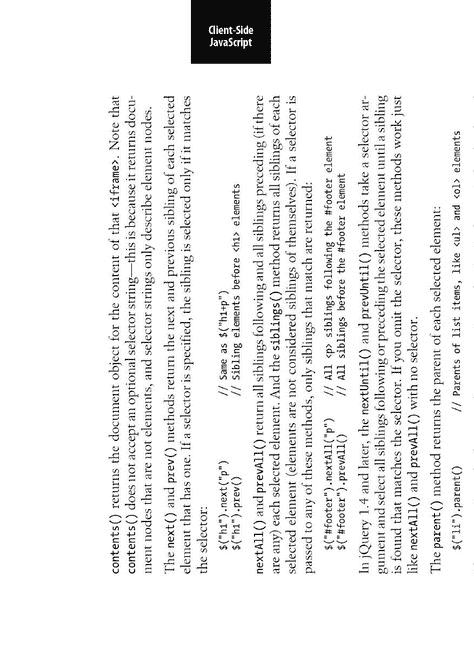 Client-Side
JavaScript
contents() returns the document object for the content of that <iframe>. Note that
contents() does not accept an optional selector string—this is because it returns docu-
ment nodes that are not elements, and selector strings only describe element nodes.
The next() and prev() methods return the next and previous sibling of each selected
element that has one. If a selector is specified, the sibling is selected only if it matches
the selector:
$("h1").next("p") // Same as $("h1+p")
$("h1").prev() // Sibling elements before <h1> elements
nextAll() and prevAll() return all siblings following and all siblings preceding (if there
are any) each selected element. And the siblings() method returns all siblings of each
selected element (elements are not considered siblings of themselves). If a selector is
passed to any of these methods, only siblings that match are returned:
$("#footer").nextAll("p") // All <p> siblings following the #footer element
$("#footer").prevAll() // All siblings before the #footer element
In jQuery 1.4 and later, the nextUntil() and prevUntil() methods take a selector ar-
gument and select all siblings following or preceding the selected element until a sibling
is found that matches the selector. If you omit the selector, these methods work just
like nextAll() and prevAll() with no selector.
The parent() method returns the parent of each selected element:
$("li").parent() // Parents of list items, like <ul> and <ol> elements